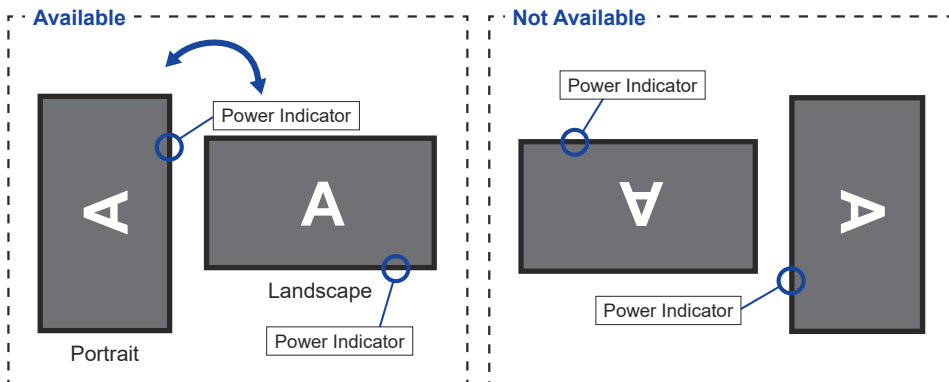 Available
Power Indicator
A
A
Landscape
Power Indicator
Portrait
Not Available
Power Indicator
A
A
Power Indicator